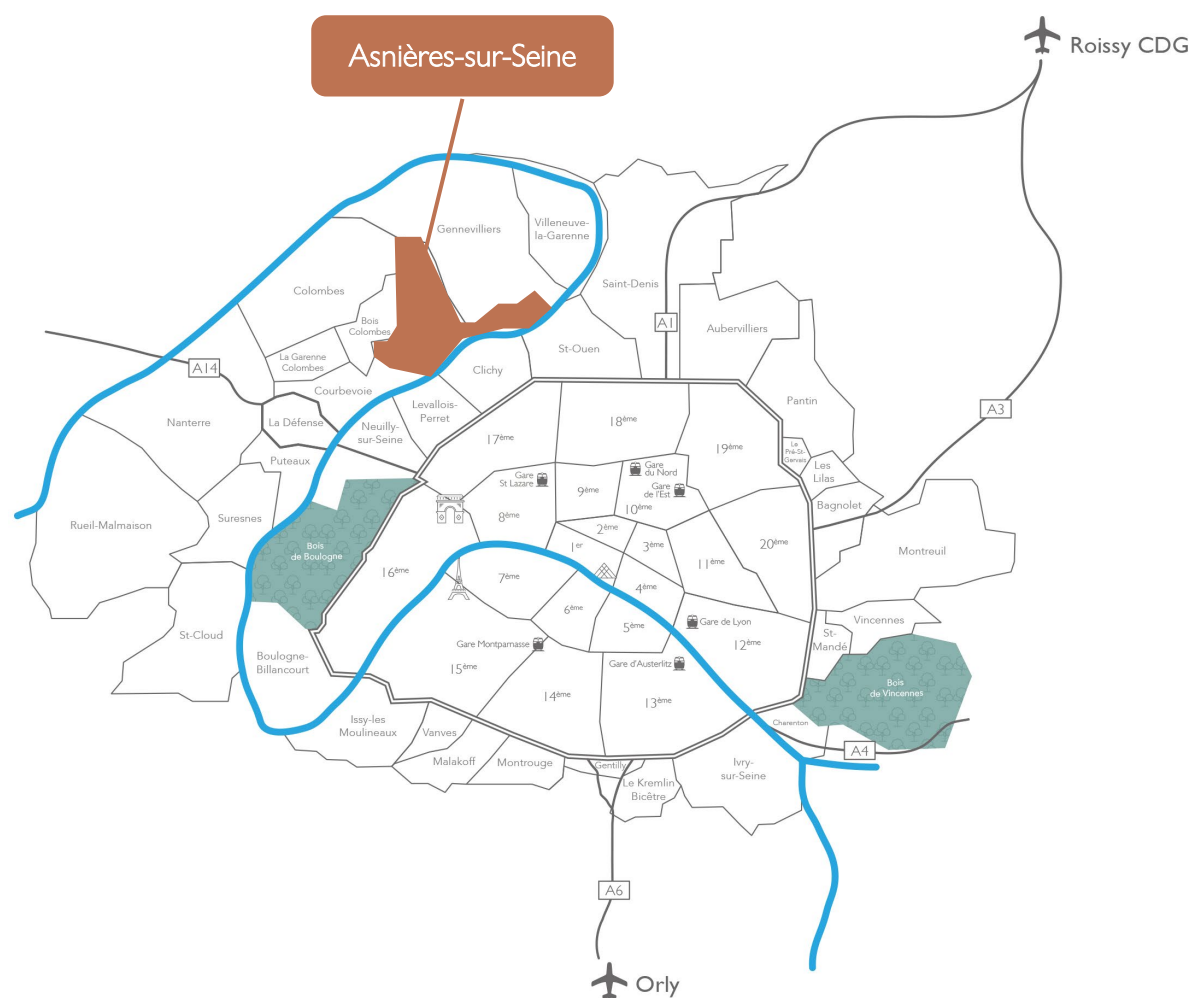 Asnières-sur-Seine
Roissy CDG
Gennevilliers
Villeneuve-
la-Garenne
Saint-Denis
Colombes
Bois
Colombes
A1
Aubervilliers
La Garenne
Colombes
St-Ouen
A14
Clichy
Courbevoie
Levallois-
Perret
Pantin
A3
Nanterre
La Défense
Neuilly-
sur-Seine
17ème
18ème
19ème
Le
Pré-St-
Gervais
Puteaux
Gare
St Lazare
Gare
du Nord
Les
Lilas
9ème
Gare
de l'Est
10ème
Bagnolet
Rueil-Malmaison
Suresnes
8ème
2ème
20ème
Bois
de Boulogne
1er
3ème
Montreuil
16ème
7ème
11ème
4ème
6ème
5ème
Gare de Lyon
Vincennes
St-Cloud
St-
Mandé
Gare Montparnasse
12ème
Boulogne-
Billancourt
15ème
Gare d'Austerlitz
Bois
de Vincennes
14ème
13ème
Issy-les
Moulineaux
Vanves
Charenton
A4
Malakoff
Montrouge
Gentilly
Ivry-
sur-Seine
Le Kremlin
Bicêtre
A6
Orly